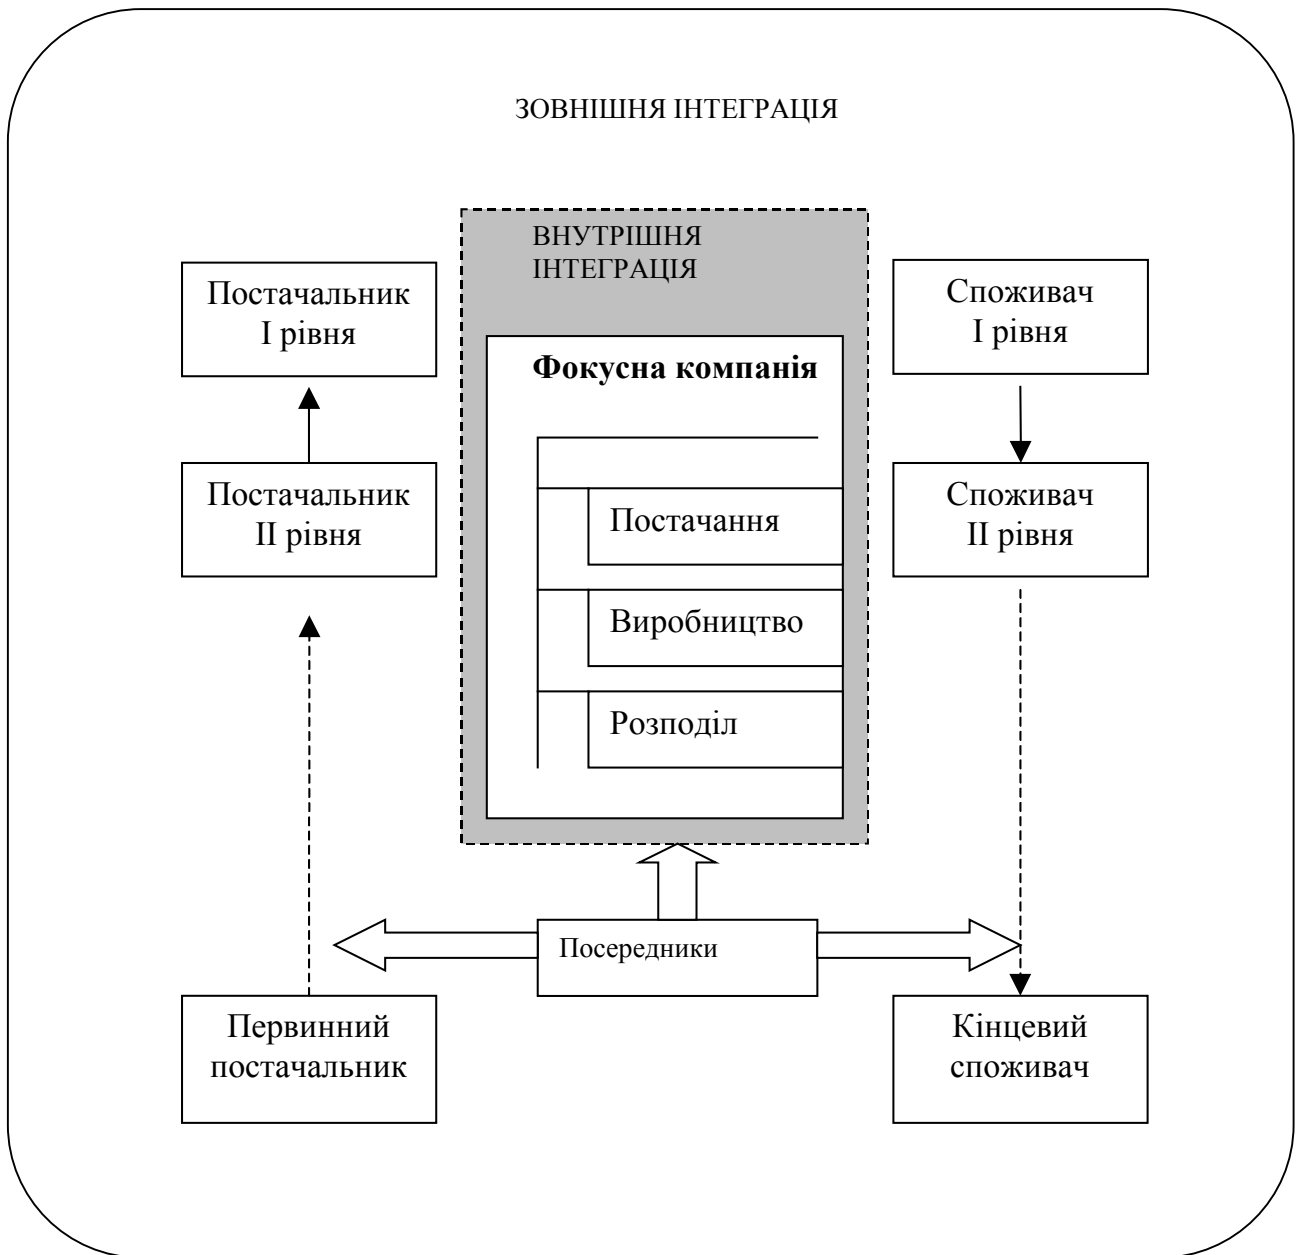 ЗОВНІШНЯ ІНТЕГРАЦІЯ
ВНУТРІШНЯ
ІНТЕГРАЦІЯ
Постачальник
І рівня
Фокусна компанія
Споживач
І рівня
Постачальник
ІІ рівня
Постачання
Споживач
ІІ рівня
Виробництво
Розподіл
Посередники
Первинний
постачальник
Кінцевий
споживач